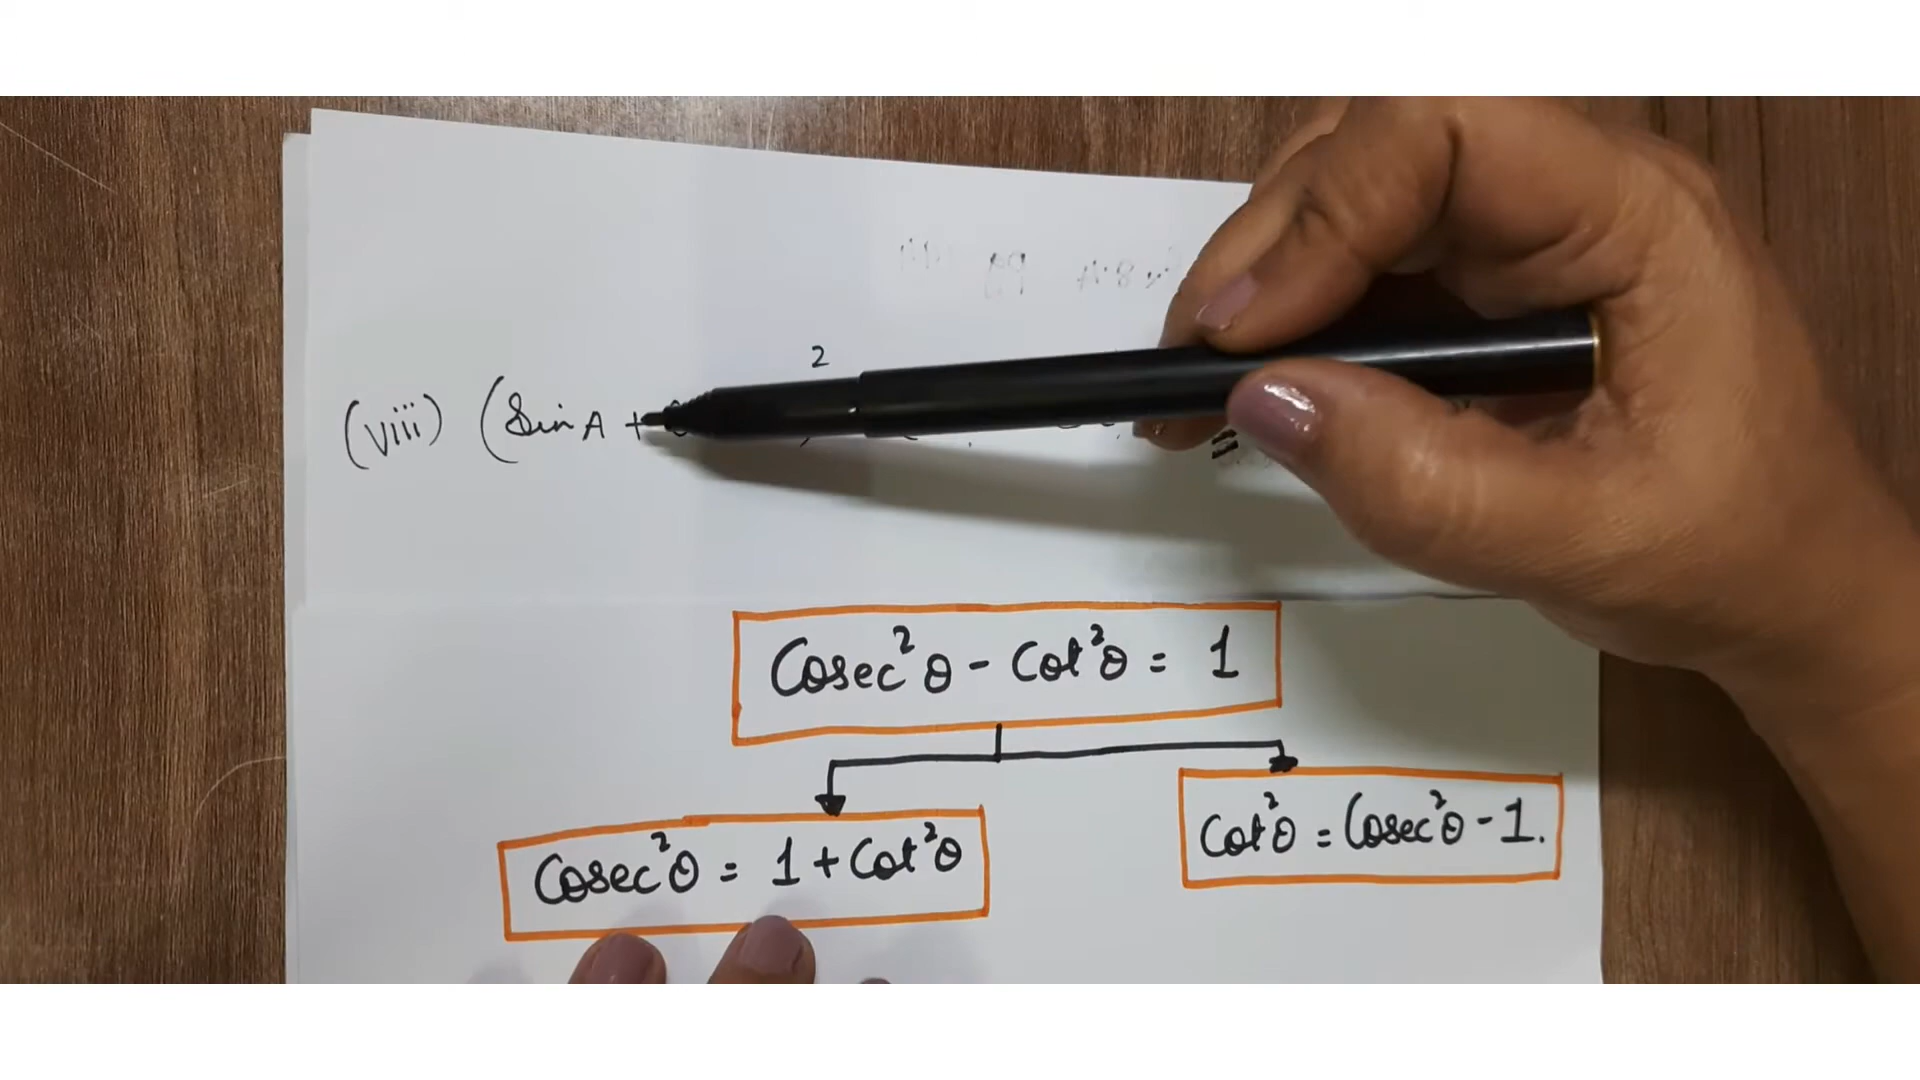 (viii) (Sin A + 2
Cosec²θ - Cot²θ = 1
Cosec²θ = 1 + Cot²θ
Cot²θ = Cosec²θ - 1.